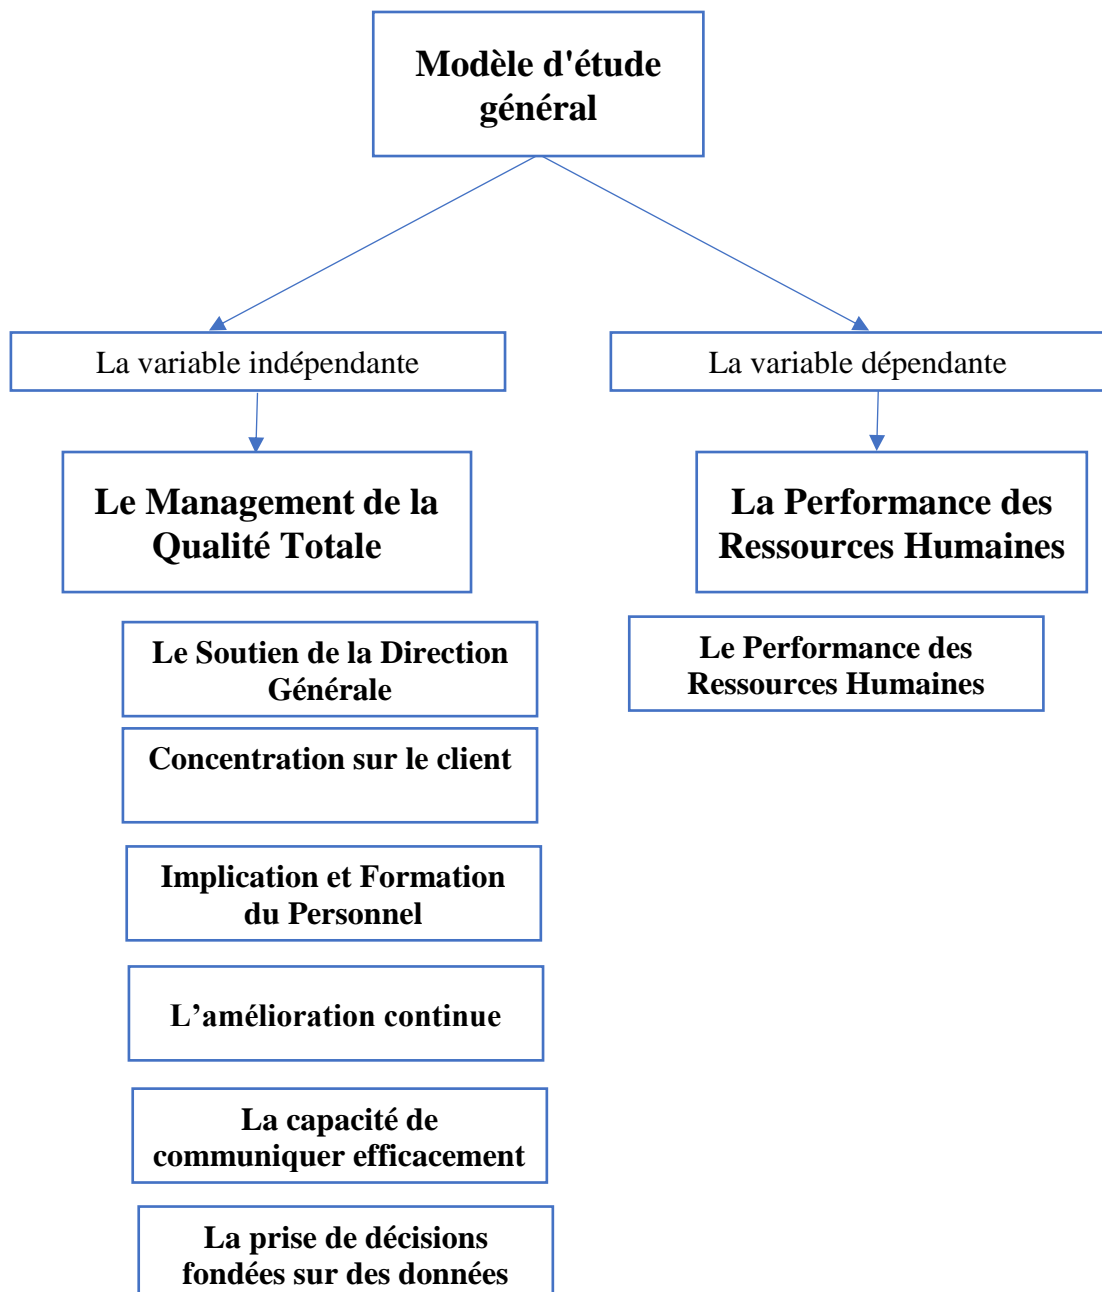 Modèle d'étude
général
La variable indépendante
La variable dépendante
Le Management de la
Qualité Totale
La Performance des
Ressources Humaines
Le Soutien de la Direction
Générale
Le Performance des
Ressources Humaines
Concentration sur le client
Implication et Formation
du Personnel
L’amélioration continue
La capacité de
communiquer efficacement
La prise de décisions
fondées sur des données